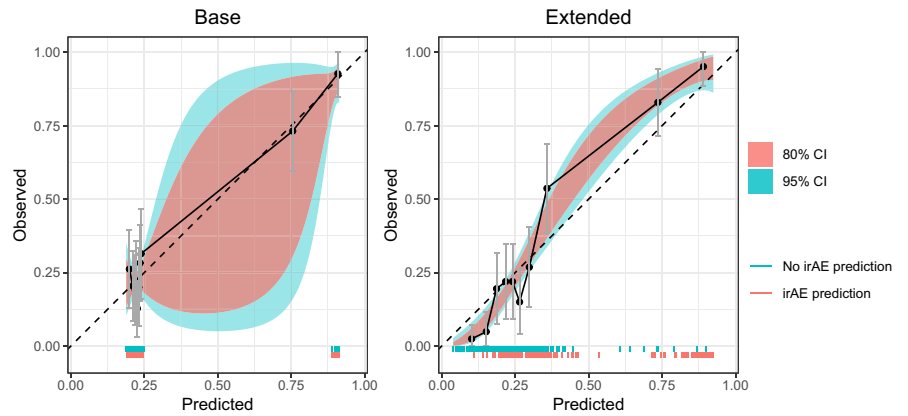 Base
Extended
1.00
0.75
0.50
0.25
0.00
Observed
0.00 0.25 0.50 0.75 1.00
Predicted
1.00
0.75
0.50
0.25
0.00
Observed
0.00 0.25 0.50 0.75 1.00
Predicted
80% CI
95% CI
No irAE prediction
irAE prediction